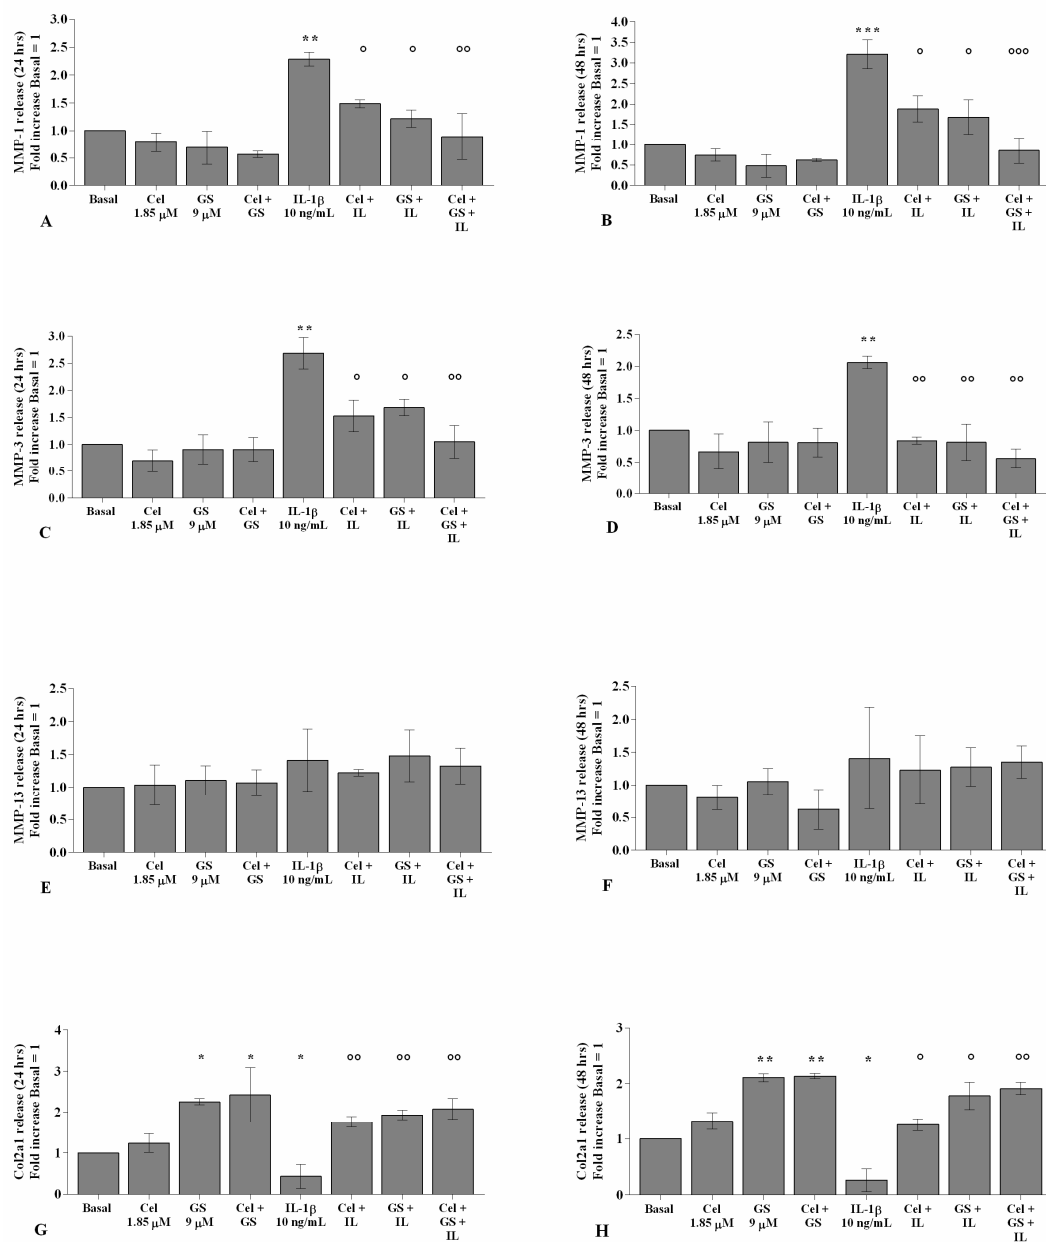 MMP-1 release (24 hrs)
Fold increase Basal = 1
3.0
2.5
2.0
1.5
1.0
0.5
0.0
** ° ° °°
Basal Cel GS Cel + IL-1β Cel + GS + Cel +
1.85 μM 9 μM GS 10 ng/mL IL IL GS +
IL
A
MMP-1 release (48 hrs)
Fold increase Basal = 1
4.0
3.5
3.0
2.5
2.0
1.5
1.0
0.5
0.0
*** ° ° °°°
Basal Cel GS Cel + IL-1β Cel + GS + Cel +
1.85 μM 9 μM GS 10 ng/mL IL IL GS +
IL
B
MMP-3 release (24 hrs)
Fold increase Basal = 1
3.0
2.5
2.0
1.5
1.0
0.5
0.0
** ° ° °°
Basal Cel GS Cel + IL-1β Cel + GS + Cel +
1.85 μM 9 μM GS 10 ng/mL IL IL GS +
IL
C
MMP-3 release (48 hrs)
Fold increase Basal = 1
2.5
2.0
1.5
1.0
0.5
0.0
** °° °° °°
Basal Cel GS Cel + IL-1β Cel + GS + Cel +
1.85 μM 9 μM GS 10 ng/mL IL IL GS +
IL
D
MMP-13 release (24 hrs)
Fold increase Basal = 1
2.5
2.0
1.5
1.0
0.5
0.0
Basal Cel GS Cel + IL-1β Cel + GS + Cel +
1.85 μM 9 μM GS 10 ng/mL IL IL GS +
IL
E
MMP-13 release (48 hrs)
Fold increase Basal = 1
2.5
2.0
1.5
1.0
0.5
0.0
Basal Cel GS Cel + IL-1β Cel + GS + Cel +
1.85 μM 9 μM GS 10 ng/mL IL IL GS +
IL
F
Col2a1 release (24 hrs)
Fold increase Basal = 1
4
3
2
1
0
* * * °° °° °°
Basal Cel GS Cel + IL-1β Cel + GS + Cel +
1.85 μM 9 μM GS 10 ng/mL IL IL GS +
IL
G
Col2a1 release (48 hrs)
Fold increase Basal = 1
3
2
1
0
** ** * ° ° °°
Basal Cel GS Cel + IL-1β Cel + GS + Cel +
1.85 μM 9 μM GS 10 ng/mL IL IL GS +
IL
H